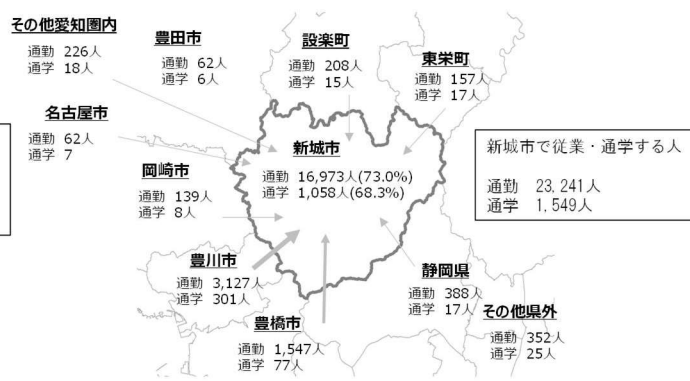 その他愛知圏内
通勤 226人
通学 18人
豊田市
通勤 62人
通学 6人
設楽町
通勤 208人
通学 15人
東栄町
通勤 157人
通学 17人
名古屋市
通勤 62人
通学 7
岡崎市
通勤 139人
通学 8人
新城市
通勤 16,973人(73.0%)
通学 1,058人(68.3%)
新城市で従業・通学する人
通勤 23,241人
通学 1,549人
豊川市
通勤 3,127人
通学 301人
豊橋市
通勤 1,547人
通学 77人
静岡県
通勤 388人
通学 17人
その他県外
通勤 352人
通学 25人